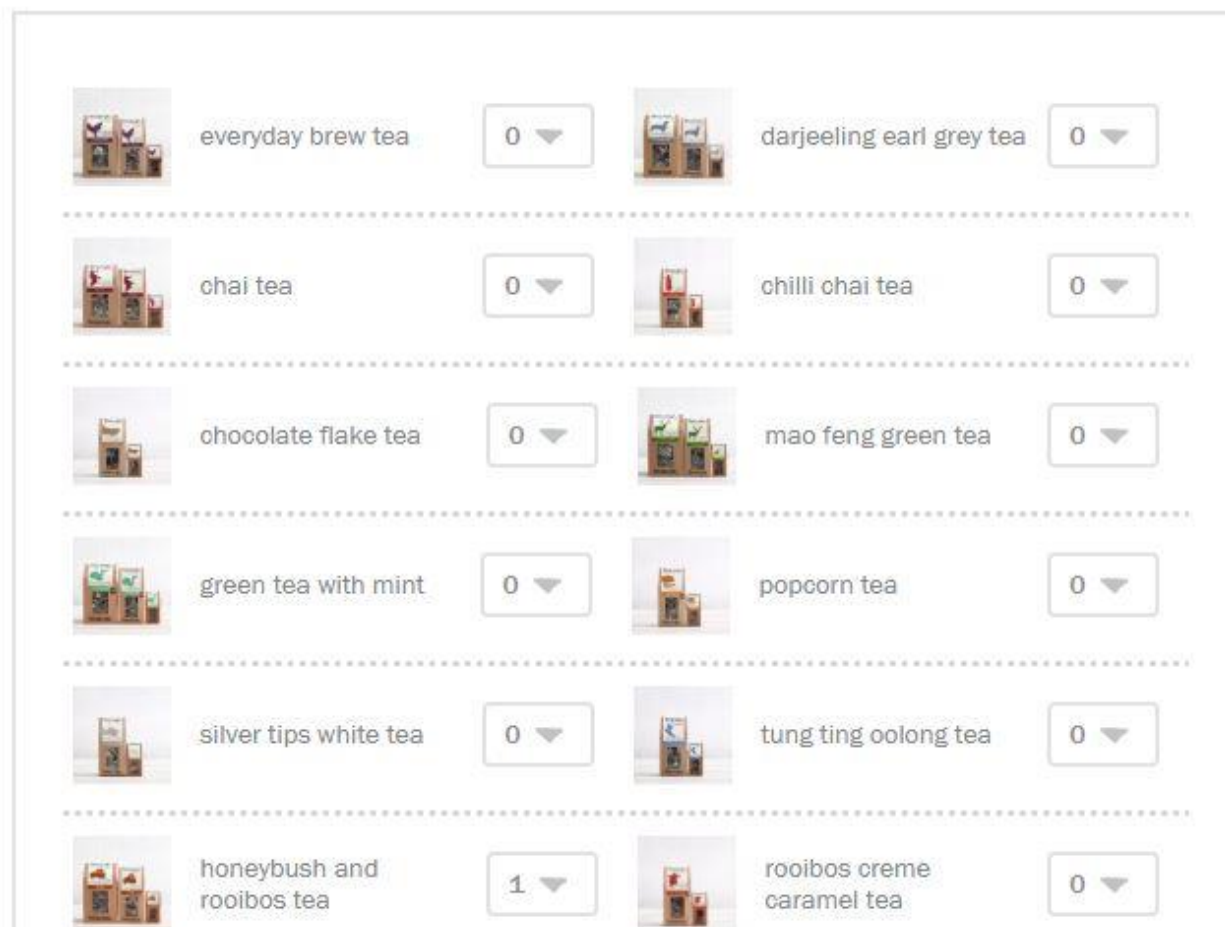 everyday brew tea 0 darjeeling earl grey tea 0
chai tea 0 chilli chai tea 0
chocolate flake tea 0 mao feng green tea 0
green tea with mint 0 popcorn tea 0
silver tips white tea 0 tung ting oolong tea 0
honeybush and
rooibos tea 1 rooibos creme
caramel tea 0